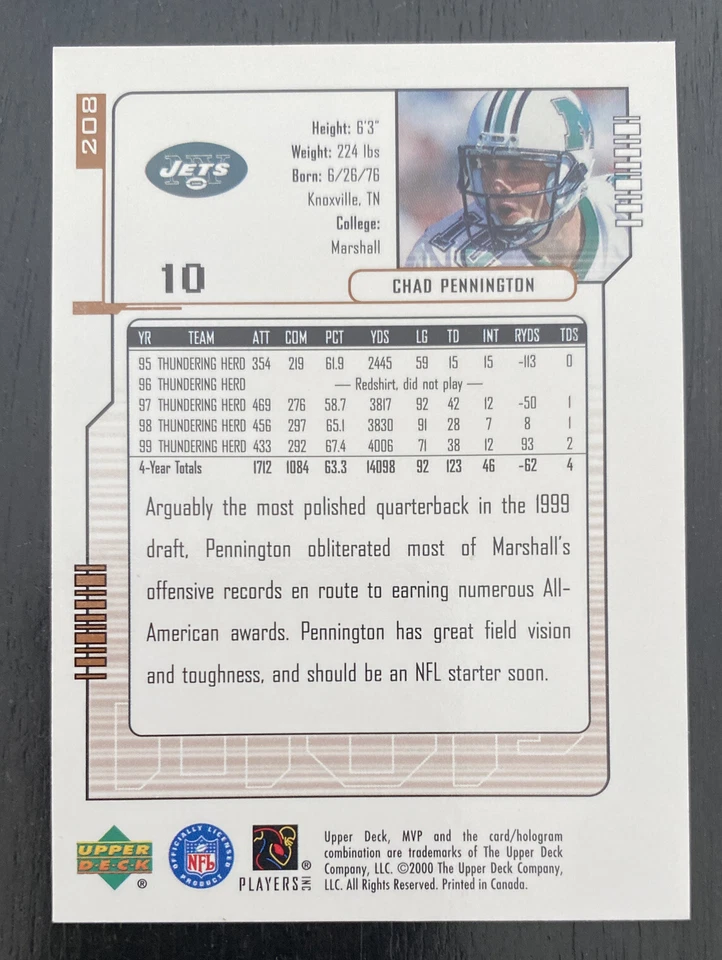 208
NY
JETS
Height: 6'3"
Weight: 224 lbs
Born: 6/26/76
Knoxville, TN
College:
Marshall
10
CHAD PENNINGTON
YR TEAM ATT COM PCT YDS LG TD INT RYDS TDS
95 THUNDERING HERD 354 219 61.9 2445 59 15 15 -113 0
96 THUNDERING HERD — Redshirt, did not play —
97 THUNDERING HERD 469 276 58.7 3817 92 42 12 -50 1
98 THUNDERING HERD 456 297 65.1 3830 91 28 7 8 1
99 THUNDERING HERD 433 292 67.4 4006 71 38 12 93 2
4-Year Totals 1712 1084 63.3 14098 92 123 46 -62 4
Arguably the most polished quarterback in the 1999
draft, Pennington obliterated most of Marshall's
offensive records en route to earning numerous All-
American awards. Pennington has great field vision
and toughness, and should be an NFL starter soon.
UPPER
DECK
®
OFFICIALLY LICENSED
NFL
PRODUCT
®
PLAYERS INC
Upper Deck, MVP and the card/hologram
combination are trademarks of The Upper Deck
Company, LLC. ©2000 The Upper Deck Company,
LLC. All Rights Reserved. Printed in Canada.